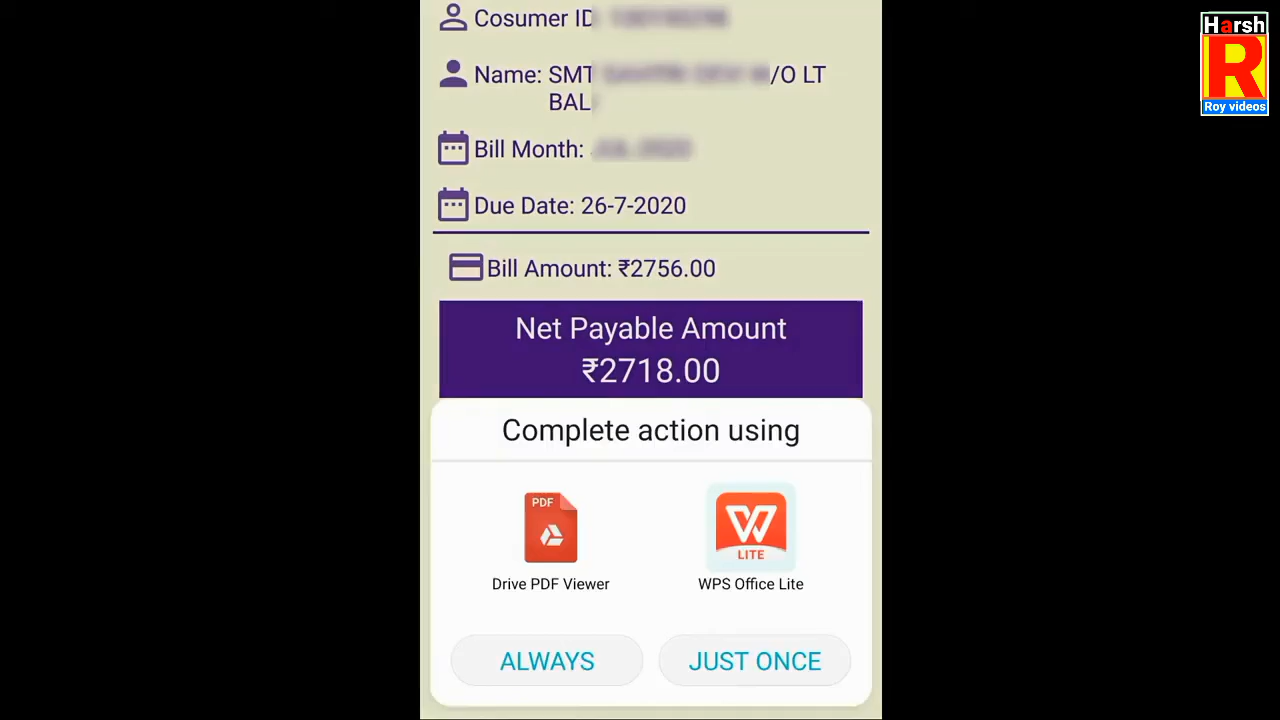 Cosumer ID
Name: SMT /O LT
BAL
Bill Month:
Due Date: 26-7-2020
Bill Amount: ₹2756.00
Net Payable Amount
₹2718.00
Complete action using
PDF
LITE
Drive PDF Viewer
WPS Office Lite
ALWAYS
JUST ONCE
Harsh
R
Roy videos